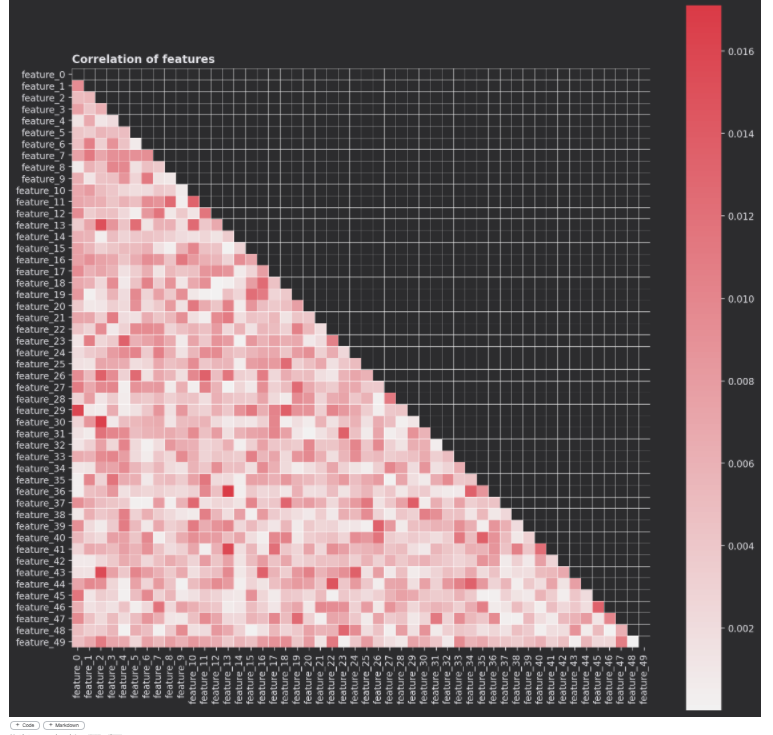 Correlation of features
feature_0
feature_1
feature_2
feature_3
feature_4
feature_5
feature_6
feature_7
feature_8
feature_9
feature_10
feature_11
feature_12
feature_13
feature_14
feature_15
feature_16
feature_17
feature_18
feature_19
feature_20
feature_21
feature_22
feature_23
feature_24
feature_25
feature_26
feature_27
feature_28
feature_29
feature_30
feature_31
feature_32
feature_33
feature_34
feature_35
feature_36
feature_37
feature_38
feature_39
feature_40
feature_41
feature_42
feature_43
feature_44
feature_45
feature_46
feature_47
feature_48
feature_49
feature_0
feature_1
feature_2
feature_3
feature_4
feature_5
feature_6
feature_7
feature_8
feature_9
feature_10
feature_11
feature_12
feature_13
feature_14
feature_15
feature_16
feature_17
feature_18
feature_19
feature_20
feature_21
feature_22
feature_23
feature_24
feature_25
feature_26
feature_27
feature_28
feature_29
feature_30
feature_31
feature_32
feature_33
feature_34
feature_35
feature_36
feature_37
feature_38
feature_39
feature_40
feature_41
feature_42
feature_43
feature_44
feature_45
feature_46
feature_47
feature_48
feature_49
0.016
0.014
0.012
0.010
0.008
0.006
0.004
0.002
+ Code
+ Markdown